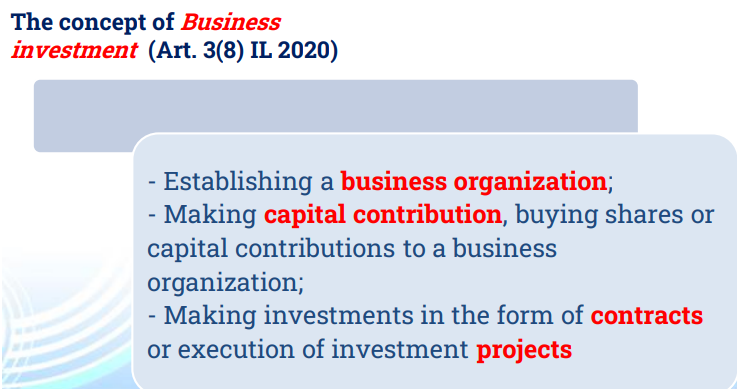 The concept of Business
investment (Art. 3(8) IL 2020)
- Establishing a business organization;
- Making capital contribution, buying shares or
capital contributions to a business
organization;
- Making investments in the form of contracts
or execution of investment projects